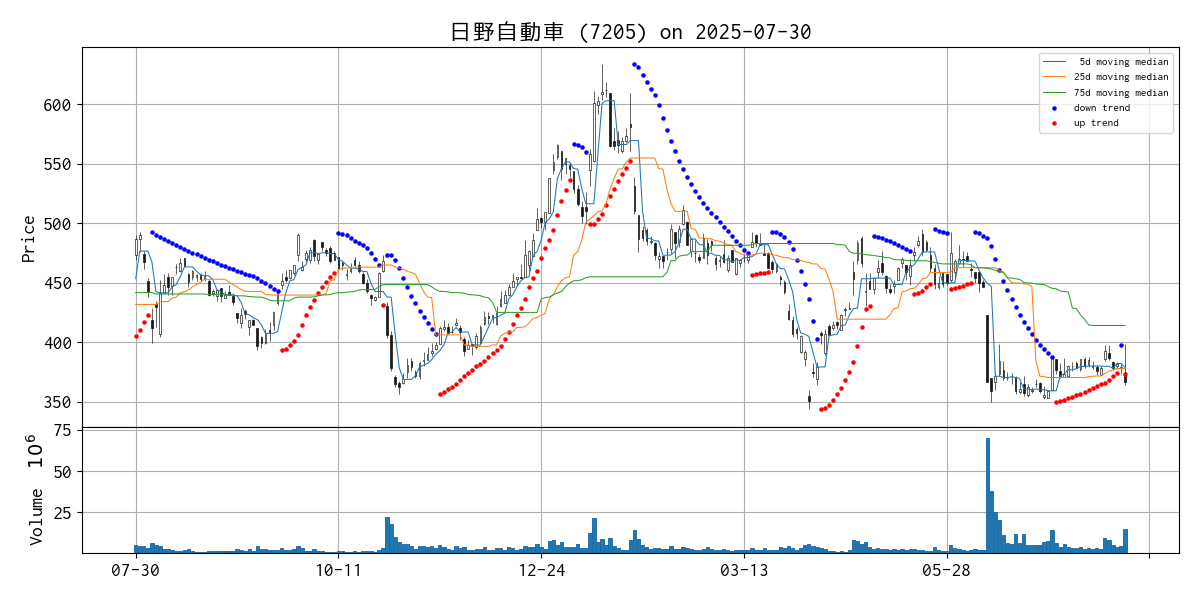 日野自動車 (7205) on 2025-07-30
5d moving median
25d moving median
75d moving median
down trend
up trend
Price
600
550
500
450
400
350
Volume 10^6
75
50
25
07-30 10-11 12-24 03-13 05-28